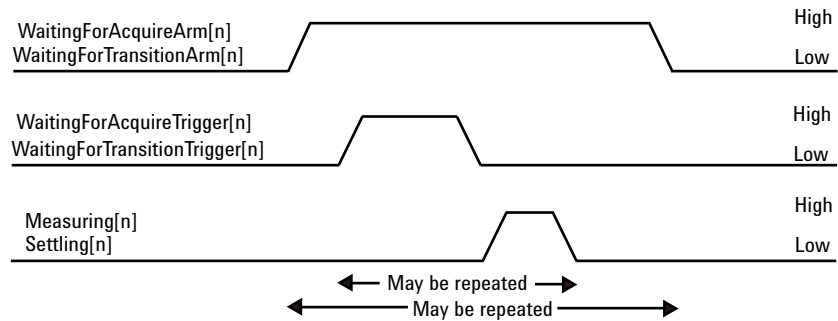 WaitingForAcquireArm[n]
WaitingForTransitionArm[n]
High
Low
WaitingForAcquireTrigger[n]
WaitingForTransitionTrigger[n]
High
Low
Measuring[n]
Settling[n]
High
Low
May be repeated
May be repeated